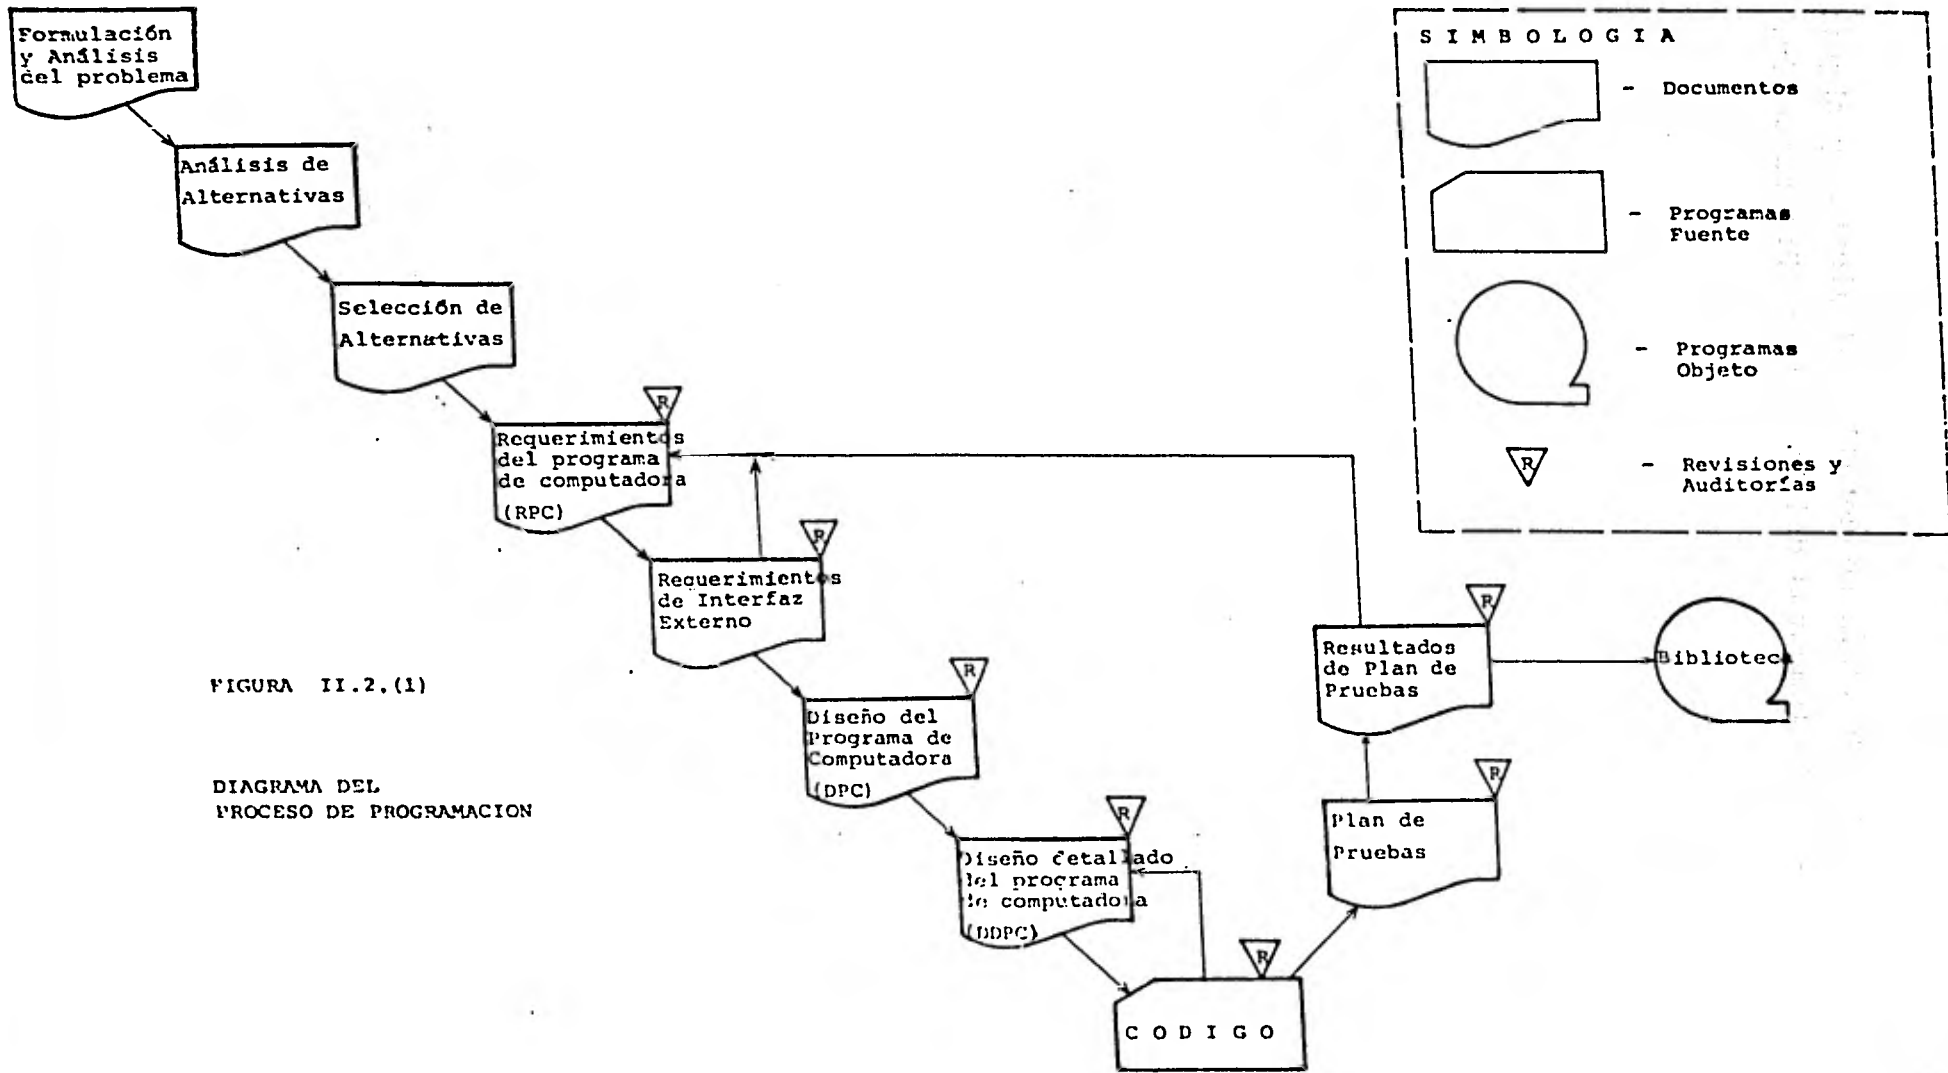 Formulación
y Análisis
del problema
Análisis de
Alternativas
Selección de
Alternativas
R
Requerimientos
del programa
de computadora
(RPC)
R
Requerimientos
de Interfaz
Externo
R
Diseño del
Programa de
Computadora
(DPC)
R
Diseño detallado
del programa
de computadora
(DDPC)
R
C O D I G O
R
Plan de
Pruebas
R
Resultados
de Plan de
Pruebas
Biblioteca
S I M B O L O G I A
- Documentos
- Programas
Fuente
- Programas
Objeto
R
- Revisiones y
Auditorías
FIGURA II.2.(1)
DIAGRAMA DEL
PROCESO DE PROGRAMACION